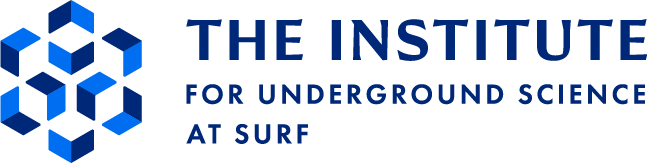 THE INSTITUTE
FOR UNDERGROUND SCIENCE
AT SURF